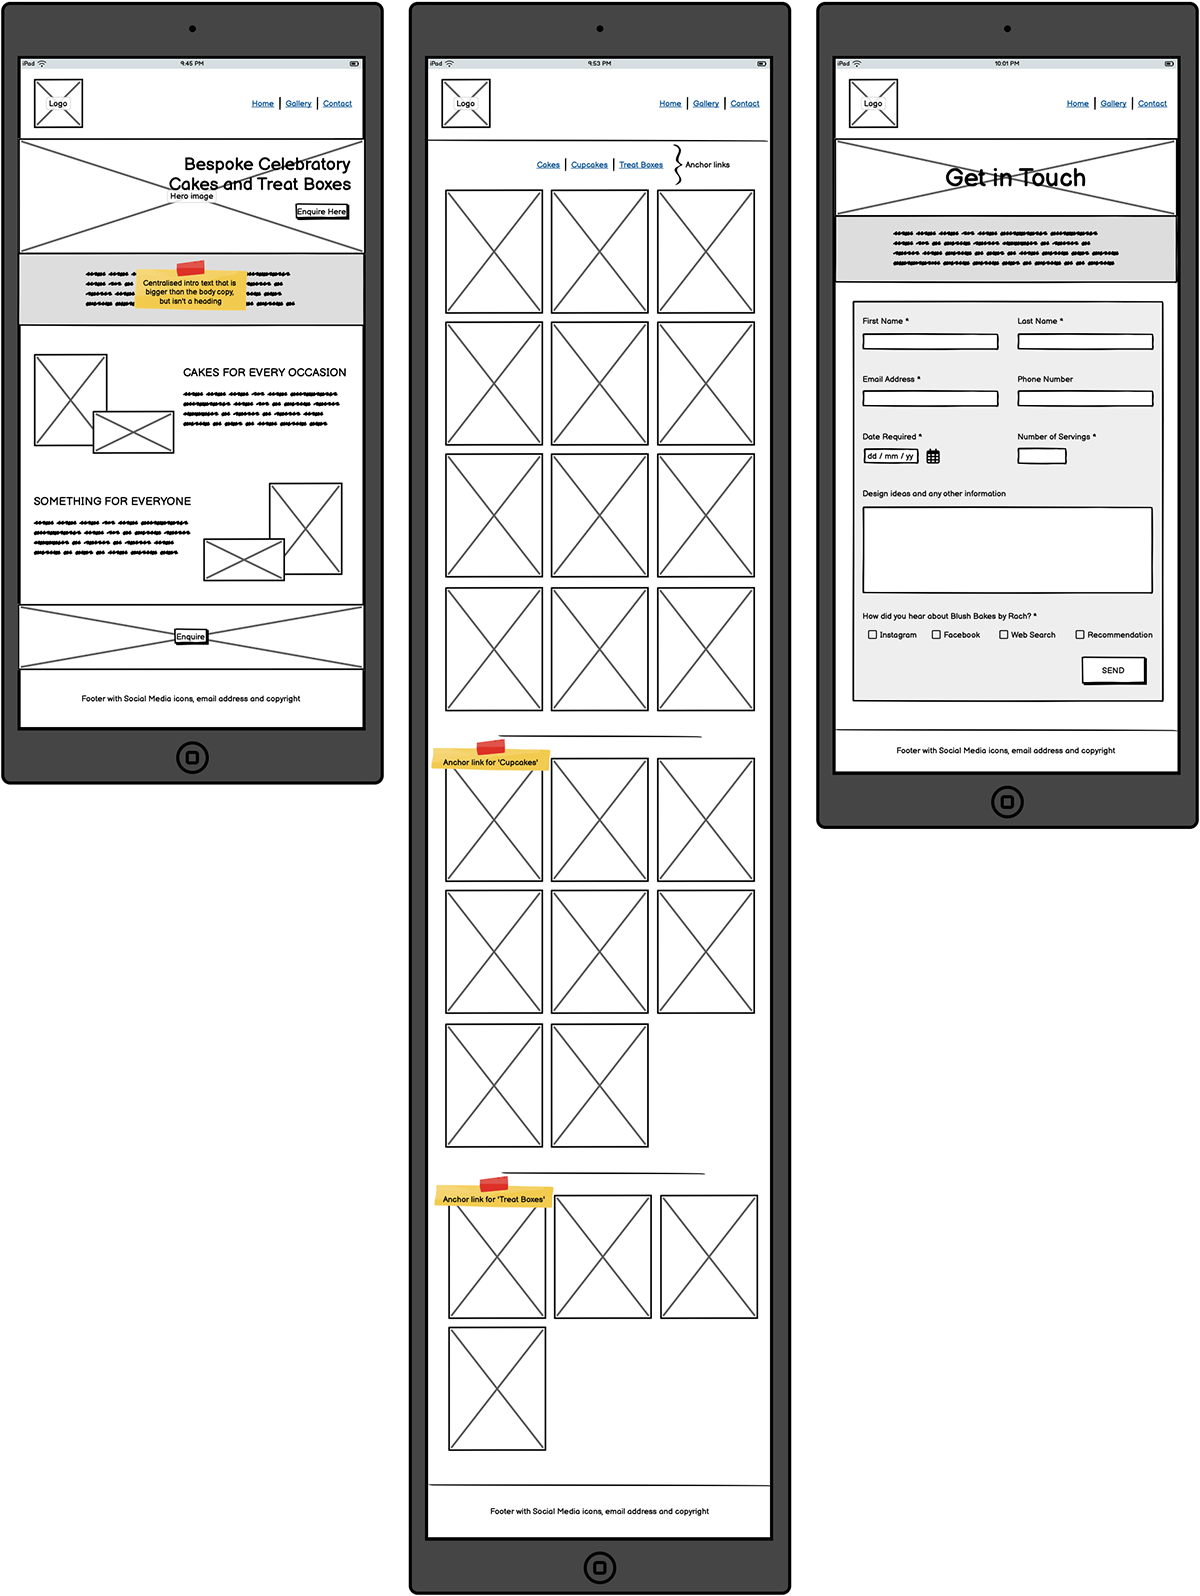 iPad 9:45 PM
Logo
Home Gallery Contact
Bespoke Celebratory
Cakes and Treat Boxes
Hero image
Enquire Here
Centralised intro text that is
bigger than the body copy,
but isn't a heading
CAKES FOR EVERY OCCASION
SOMETHING FOR EVERYONE
Enquire
Footer with Social Media icons, email address and copyright
iPad 9:53 PM
Logo
Home Gallery Contact
Cakes Cupcakes Treat Boxes Anchor links
Anchor link for 'Cupcakes'
Anchor link for 'Treat Boxes'
Footer with Social Media icons, email address and copyright
iPad 10:01 PM
Logo
Home Gallery Contact
Get in Touch
First Name * Last Name *
Email Address * Phone Number
Date Required * Number of Servings *
dd / mm / yy
Design ideas and any other information
How did you hear about Blush Bakes by Rach? *
Instagram Facebook Web Search Recommendation
SEND
Footer with Social Media icons, email address and copyright